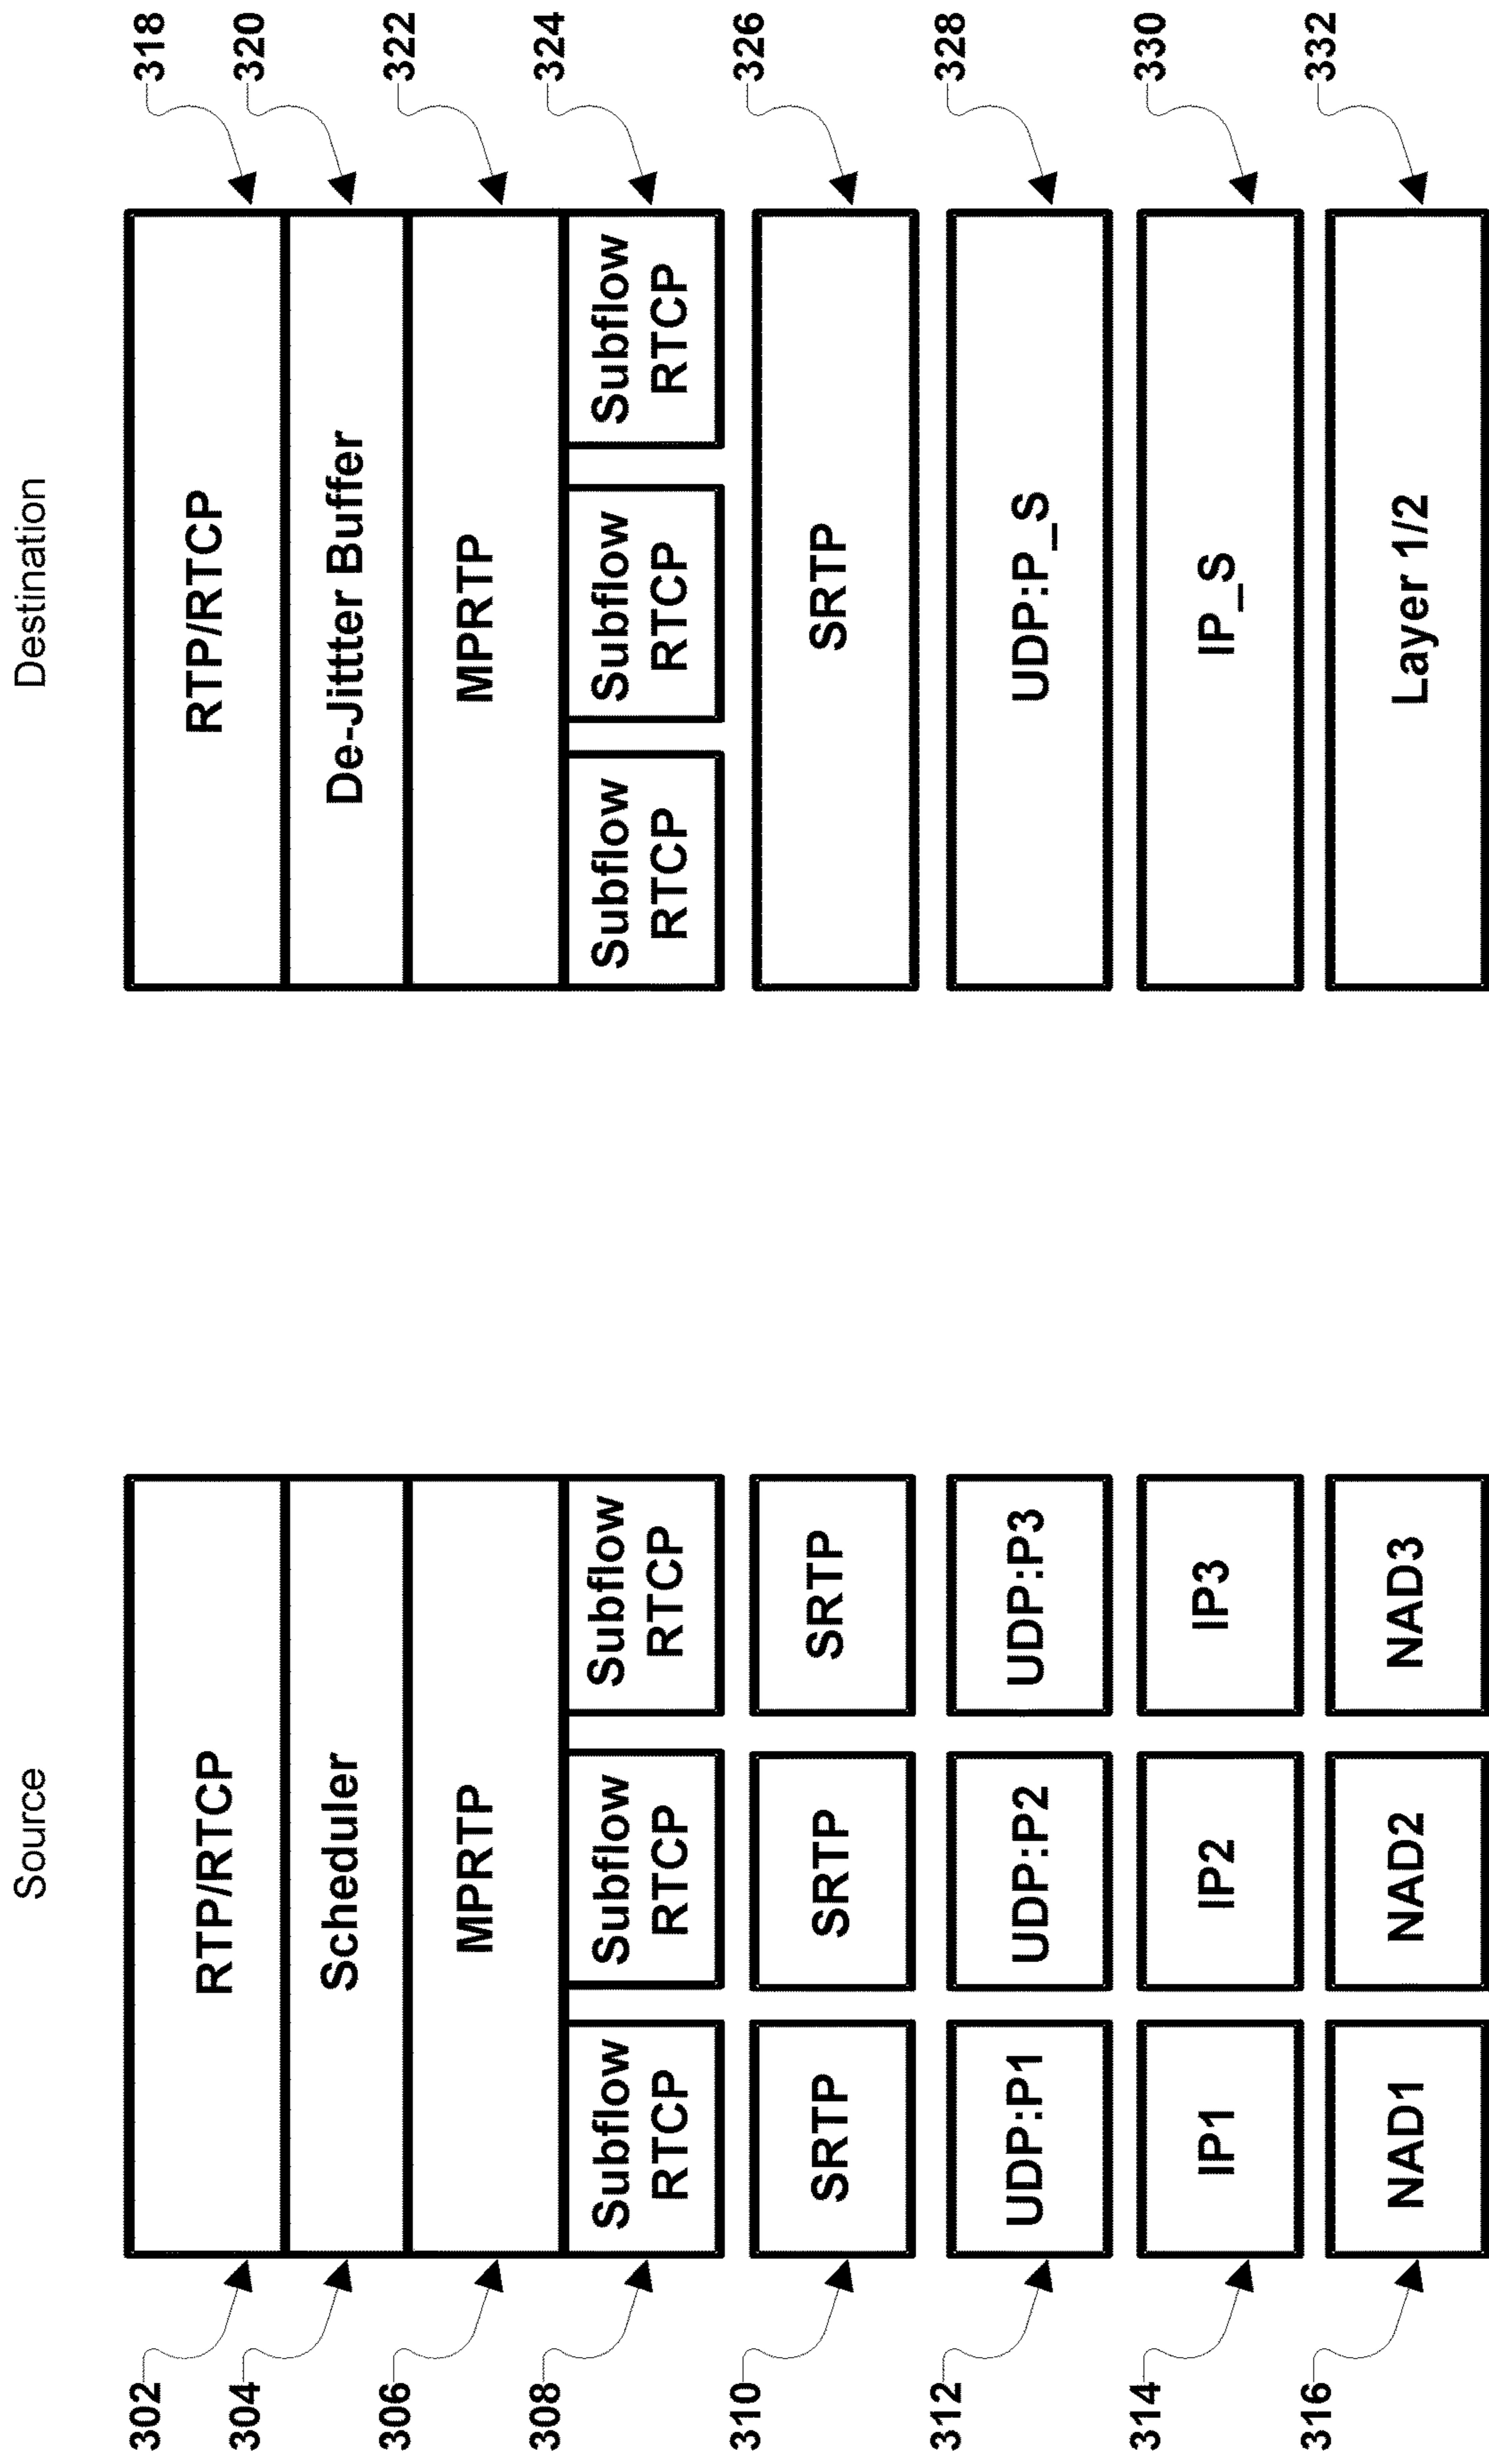 Source
302
RTP/RTCP
304
Scheduler
306
MPRTP
308
Subflow
RTCP
Subflow
RTCP
Subflow
RTCP
310
SRTP
SRTP
SRTP
312
UDP:P1
UDP:P2
UDP:P3
314
IP1
IP2
IP3
316
NAD1
NAD2
NAD3
Destination
RTP/RTCP
318
De-Jittter Buffer
320
MPRTP
322
Subflow
RTCP
Subflow
RTCP
Subflow
RTCP
324
SRTP
326
UDP:P_S
328
IP_S
330
Layer 1/2
332